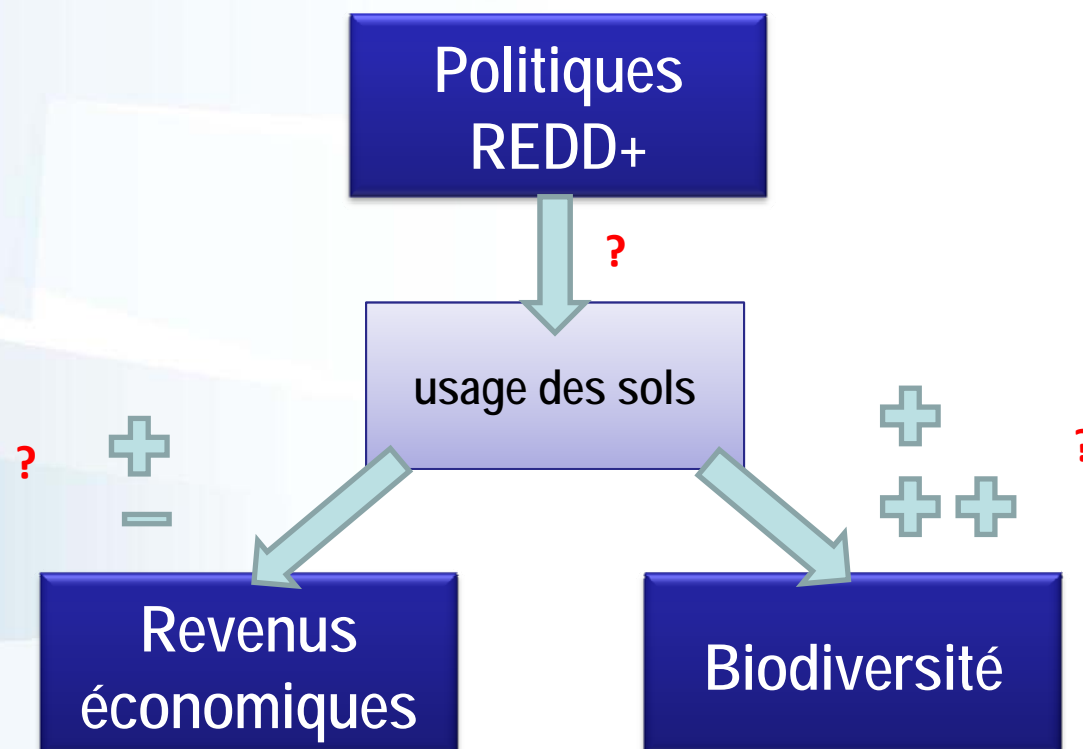 Politiques
REDD+
?
usage des sols
?
+
−
+
++
?
Revenus
économiques
Biodiversité